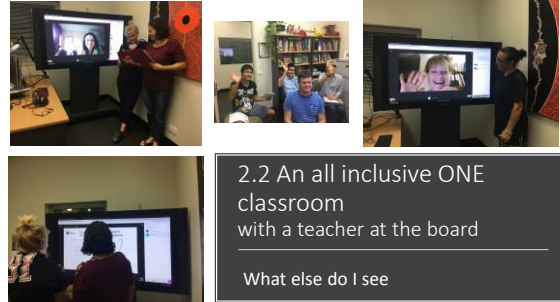 2.2 An all inclusive ONE
classroom
with a teacher at the board
What else do I see